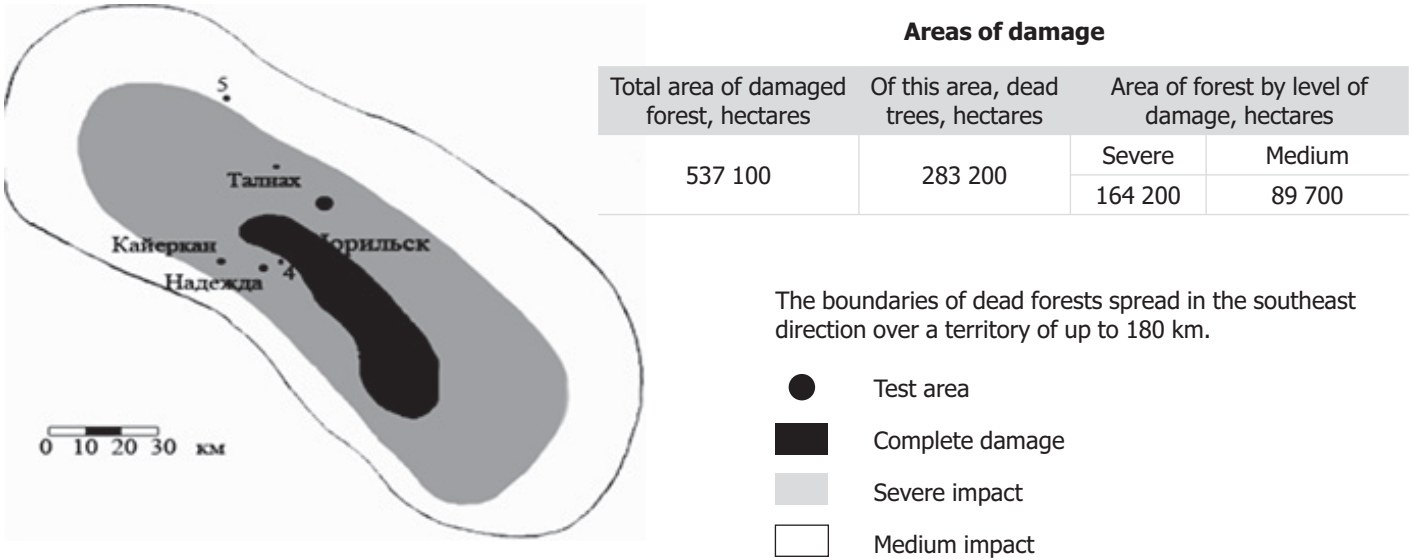 5
Талнах
Кайеркан
Норильск
Надежда
4
0 10 20 30 км
Areas of damage
Total area of damaged forest, hectares
Of this area, dead trees, hectares
Area of forest by level of damage, hectares
Severe
Medium
537 100
283 200
164 200
89 700
The boundaries of dead forests spread in the southeast
direction over a territory of up to 180 km.
Test area
Complete damage
Severe impact
Medium impact